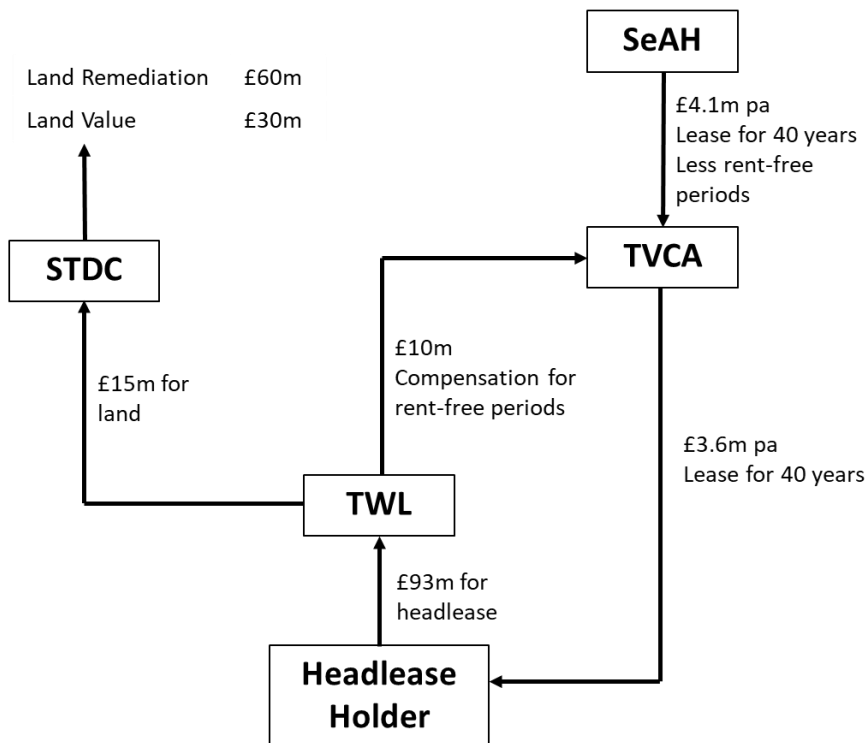 SeAH
Land Remediation £60m
Land Value £30m
£4.1m pa
Lease for 40 years
Less rent-free
periods
STDC
TVCA
£10m
Compensation for
rent-free periods
£15m for
land
£3.6m pa
Lease for 40 years
TWL
£93m for
headlease
Headlease
Holder